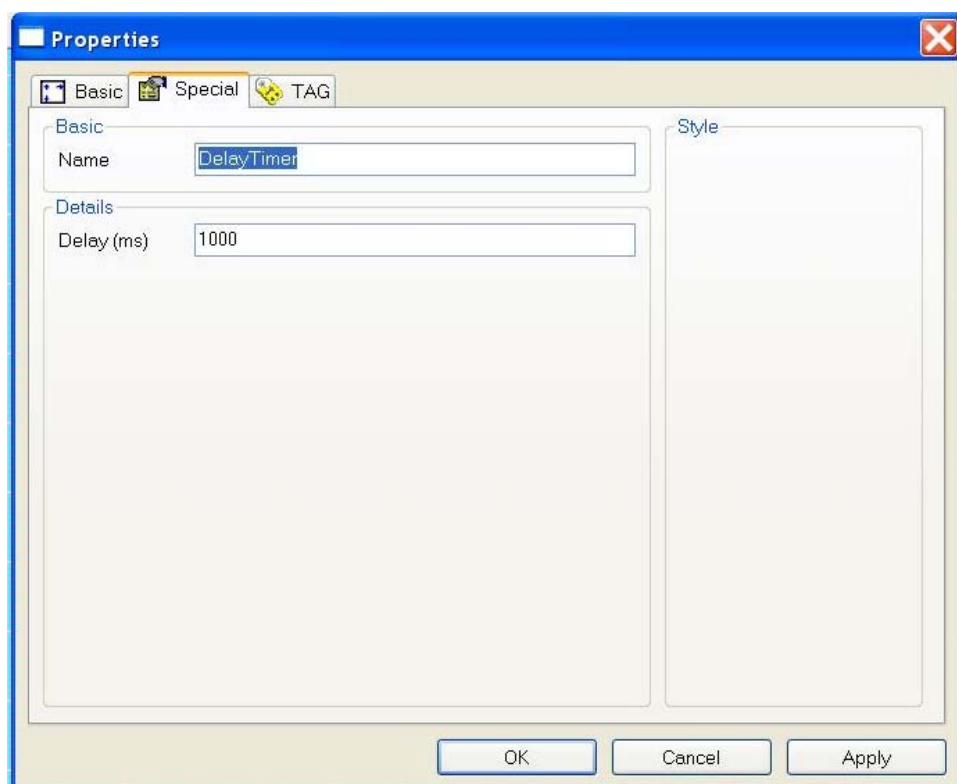 Properties
Basic Special TAG
Basic
Name DelayTimer
Details
Delay (ms) 1000
Style
OK Cancel Apply